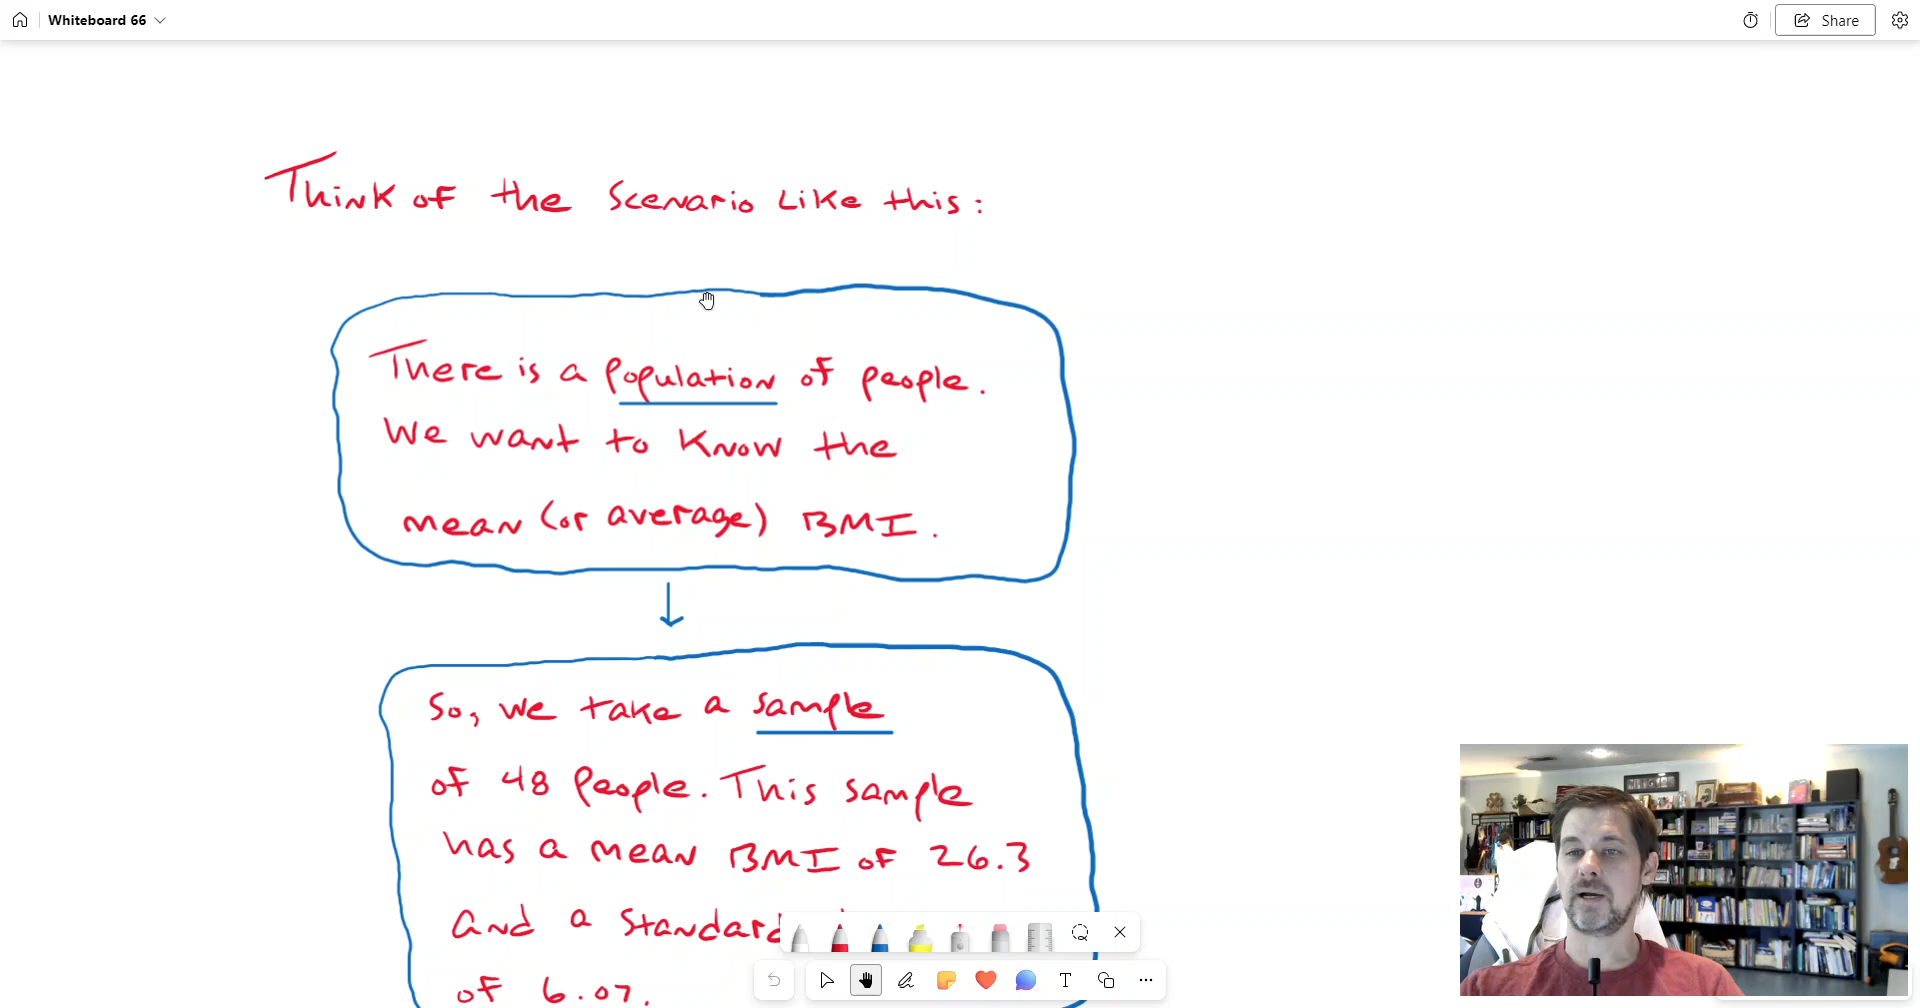 Whiteboard 66
Share
Think of the Scenario Like this:
There is a population of people.
We want to know the
mean (or average) BMI.
So, we take a sample
of 48 people. This sample
has a mean BMI of 26.3
and a standard
of 6.07.
T